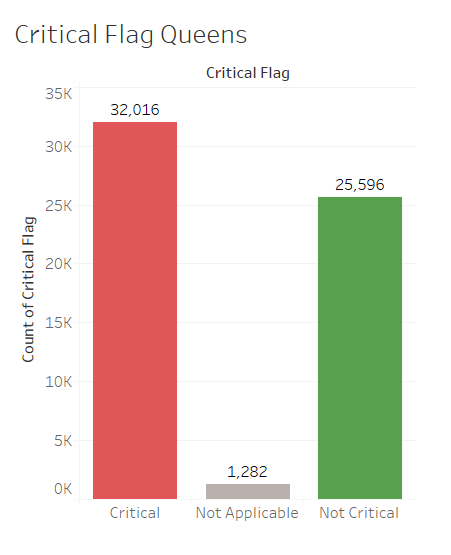 Critical Flag Queens
Critical Flag
35K
32,016
30K
25,596
25K
20K
15K
10K
5K
1,282
0K
Count of Critical Flag
Critical
Not Applicable
Not Critical